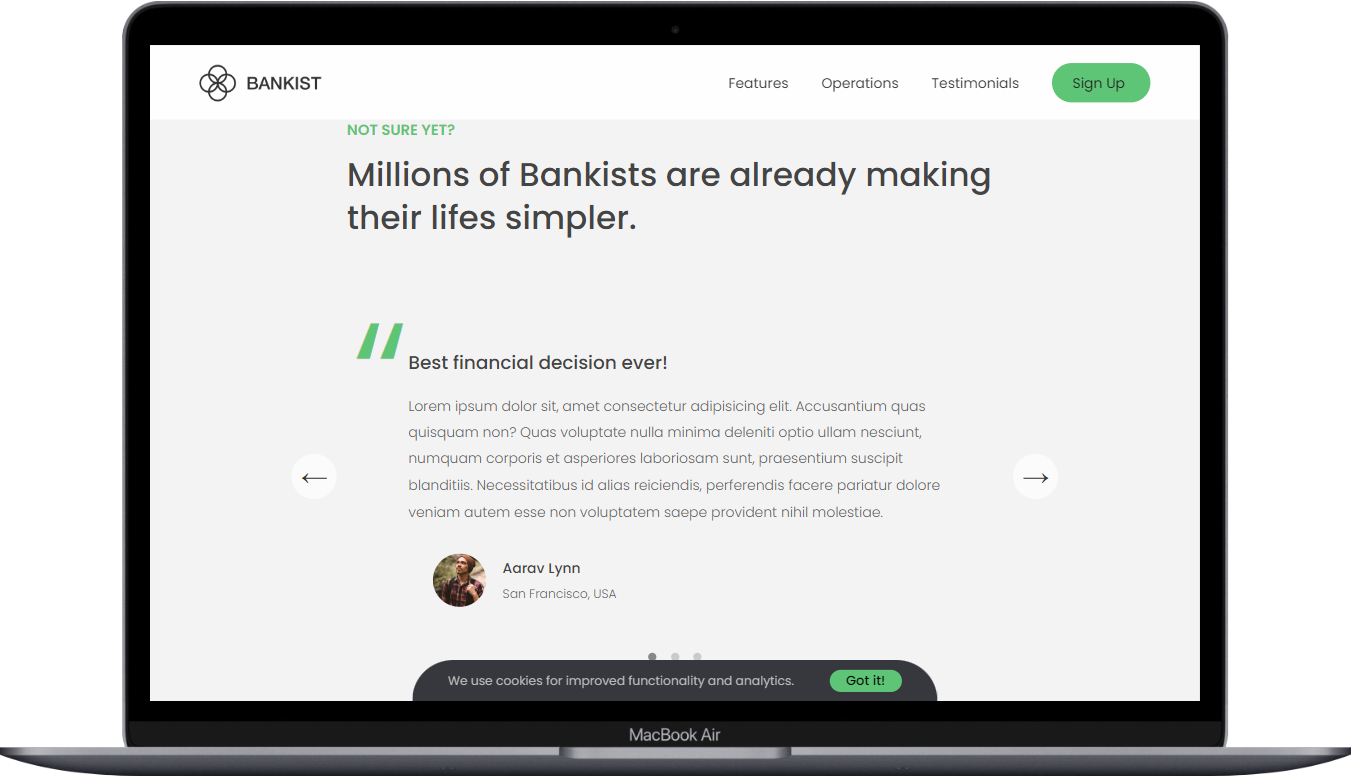 BANKIST
Features Operations Testimonials Sign Up
NOT SURE YET?
Millions of Bankists are already making
their lifes simpler.
“
Best financial decision ever!
Lorem ipsum dolor sit, amet consectetur adipisicing elit. Accusantium quas
quisquam non? Quas voluptate nulla minima deleniti optio ullam nesciunt,
numquam corporis et asperiores laboriosam sunt, praesentium suscipit
blanditiis. Necessitatibus id alias reiciendis, perferendis facere pariatur dolore
veniam autem esse non voluptatem saepe provident nihil molestiae.
← →
Aarav Lynn
San Francisco, USA
We use cookies for improved functionality and analytics. Got it!
MacBook Air